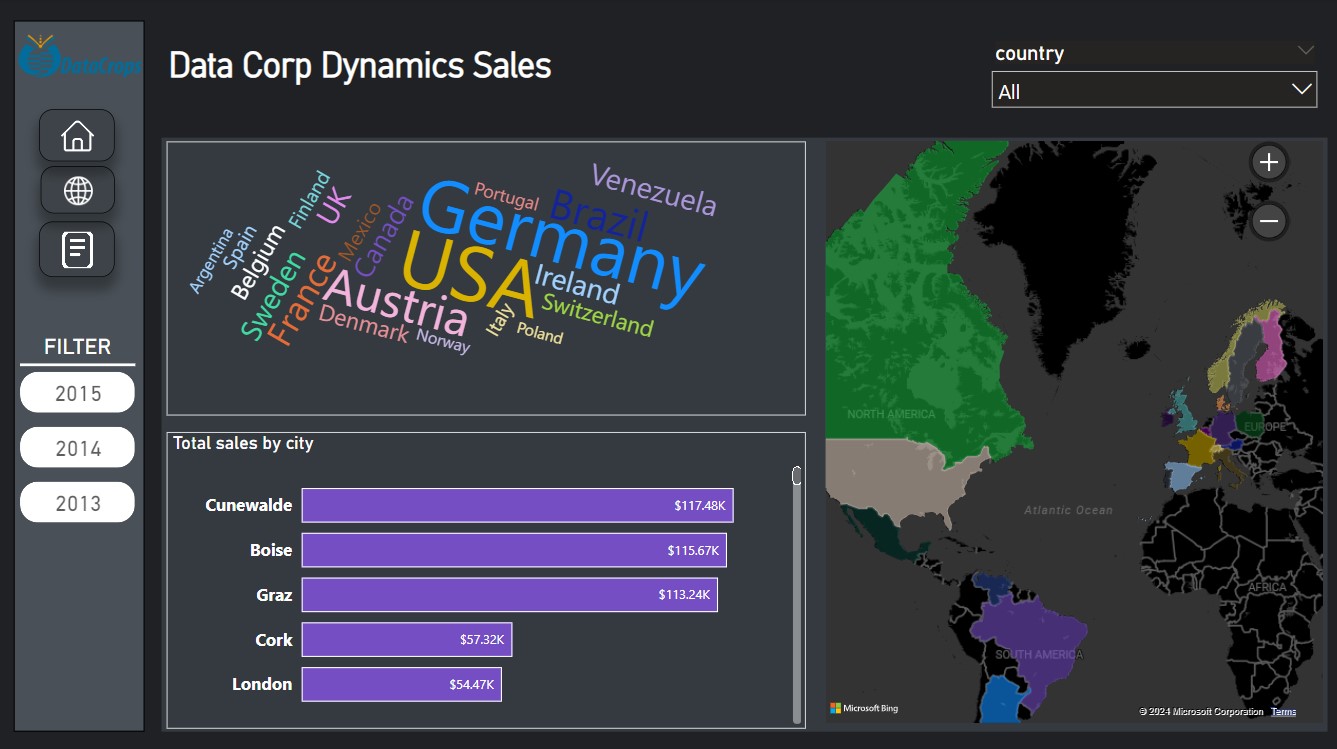 DataCrops
Data Corp Dynamics Sales
country
All
FILTER
2015
2014
2013
Venezuela
Portugal
Brazil
Germany
Finland
UK
Mexico
Canada
Argentina
Spain
Belgium
USA
Ireland
Sweden
France
Austria
Switzerland
Denmark
Norway
Italy
Poland
Total sales by city
Cunewalde $117.48K
Boise $115.67K
Graz $113.24K
Cork $57.32K
London $54.47K
NORTH AMERICA
EUROPE
Atlantic Ocean
AFRICA
SOUTH AMERICA
Microsoft Bing
© 2024 Microsoft Corporation Terms